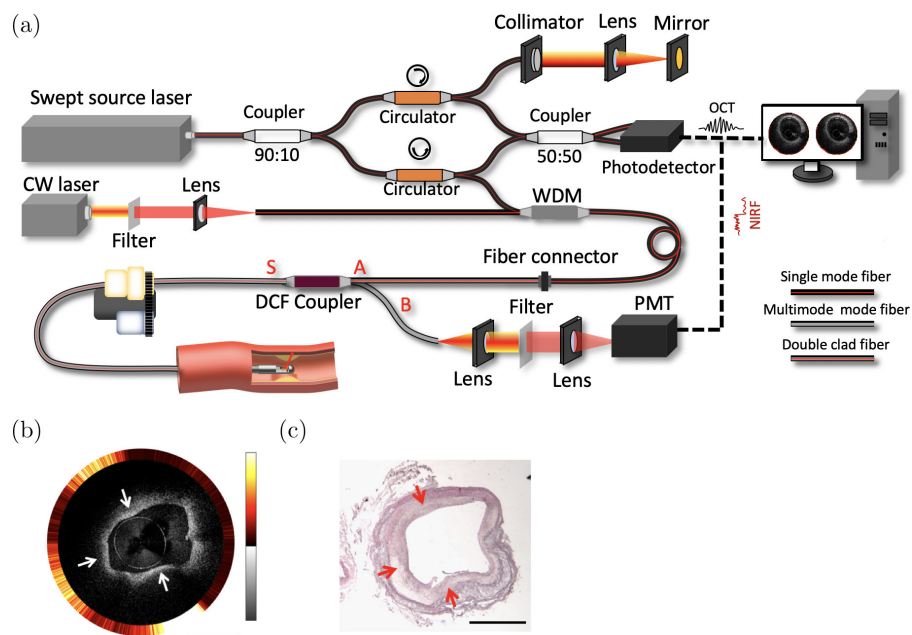 (a)
Collimator
Lens
Mirror
Swept source laser
Coupler
90:10
Circulator
Circulator
Coupler
50:50
Photodetector
OCT
CW laser
Lens
Filter
WDM
NIRF
Fiber connector
S
A
DCF Coupler
B
Filter
PMT
Lens
Lens
Single mode fiber
Multimode mode fiber
Double clad fiber
(b)
(c)